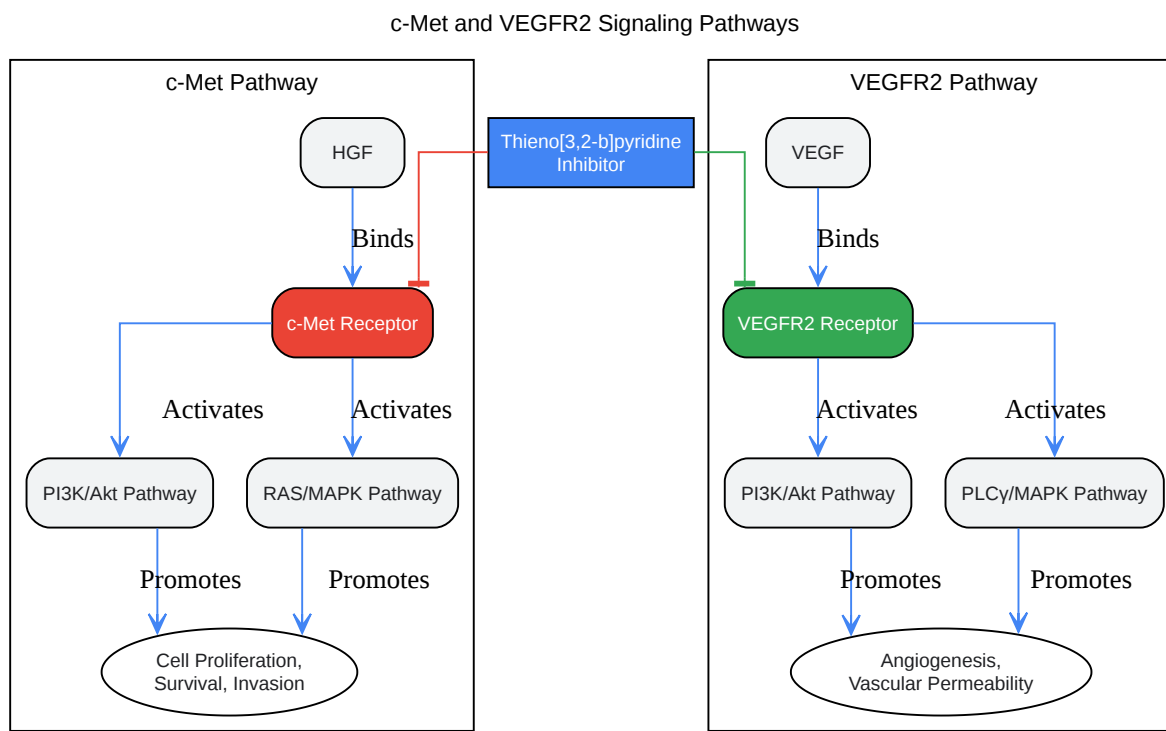 c-Met and VEGFR2 Signaling Pathways
c-Met Pathway
VEGFR2 Pathway
HGF
Thieno[3,2-b]pyridine
Inhibitor
VEGF
Binds
Binds
c-Met Receptor
VEGFR2 Receptor
Activates
Activates
Activates
Activates
PI3K/Akt Pathway
RAS/MAPK Pathway
PI3K/Akt Pathway
PLCγ/MAPK Pathway
Promotes
Promotes
Promotes
Promotes
Cell Proliferation,
Survival, Invasion
Angiogenesis,
Vascular Permeability